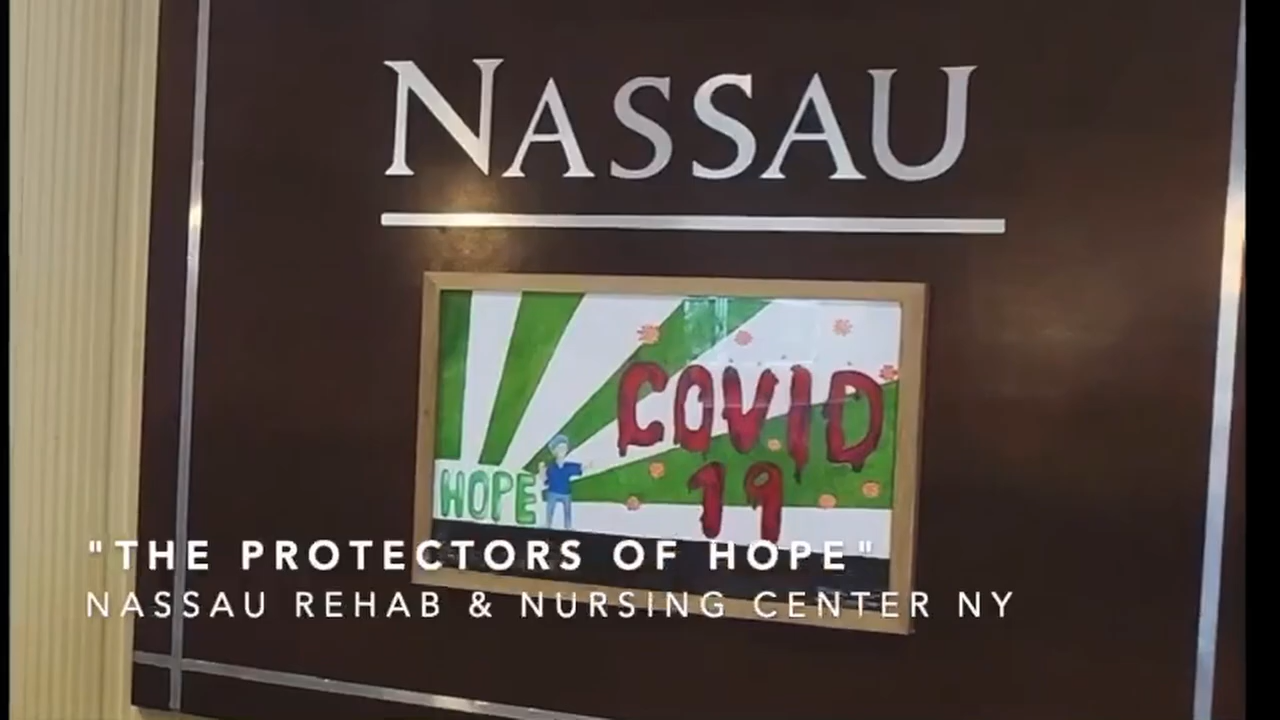 NASSAU
COVID
19
HOPE
"THE PROTECTORS OF HOPE"
NASSAU REHAB & NURSING CENTER NY